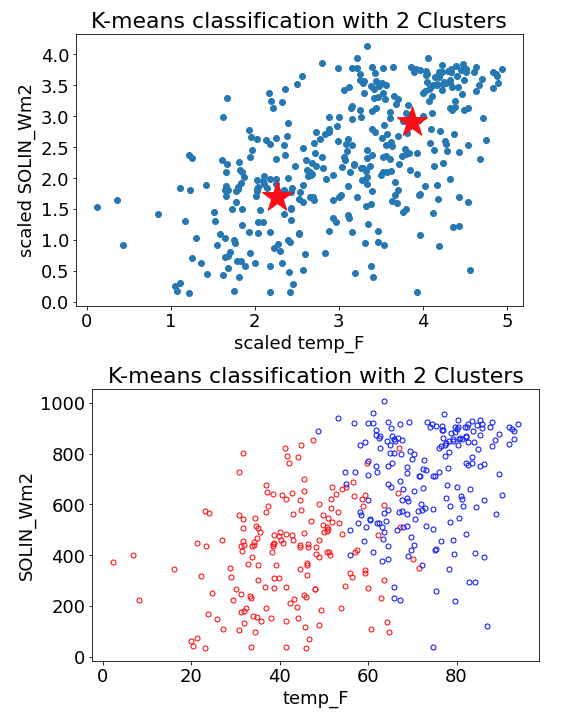 K-means classification with 2 Clusters
4.0
3.5
3.0
2.5
2.0
1.5
1.0
0.5
0.0
scaled SOLIN_Wm2
0 1 2 3 4 5
scaled temp_F
K-means classification with 2 Clusters
1000
800
600
400
200
0
SOLIN_Wm2
0 20 40 60 80
temp_F